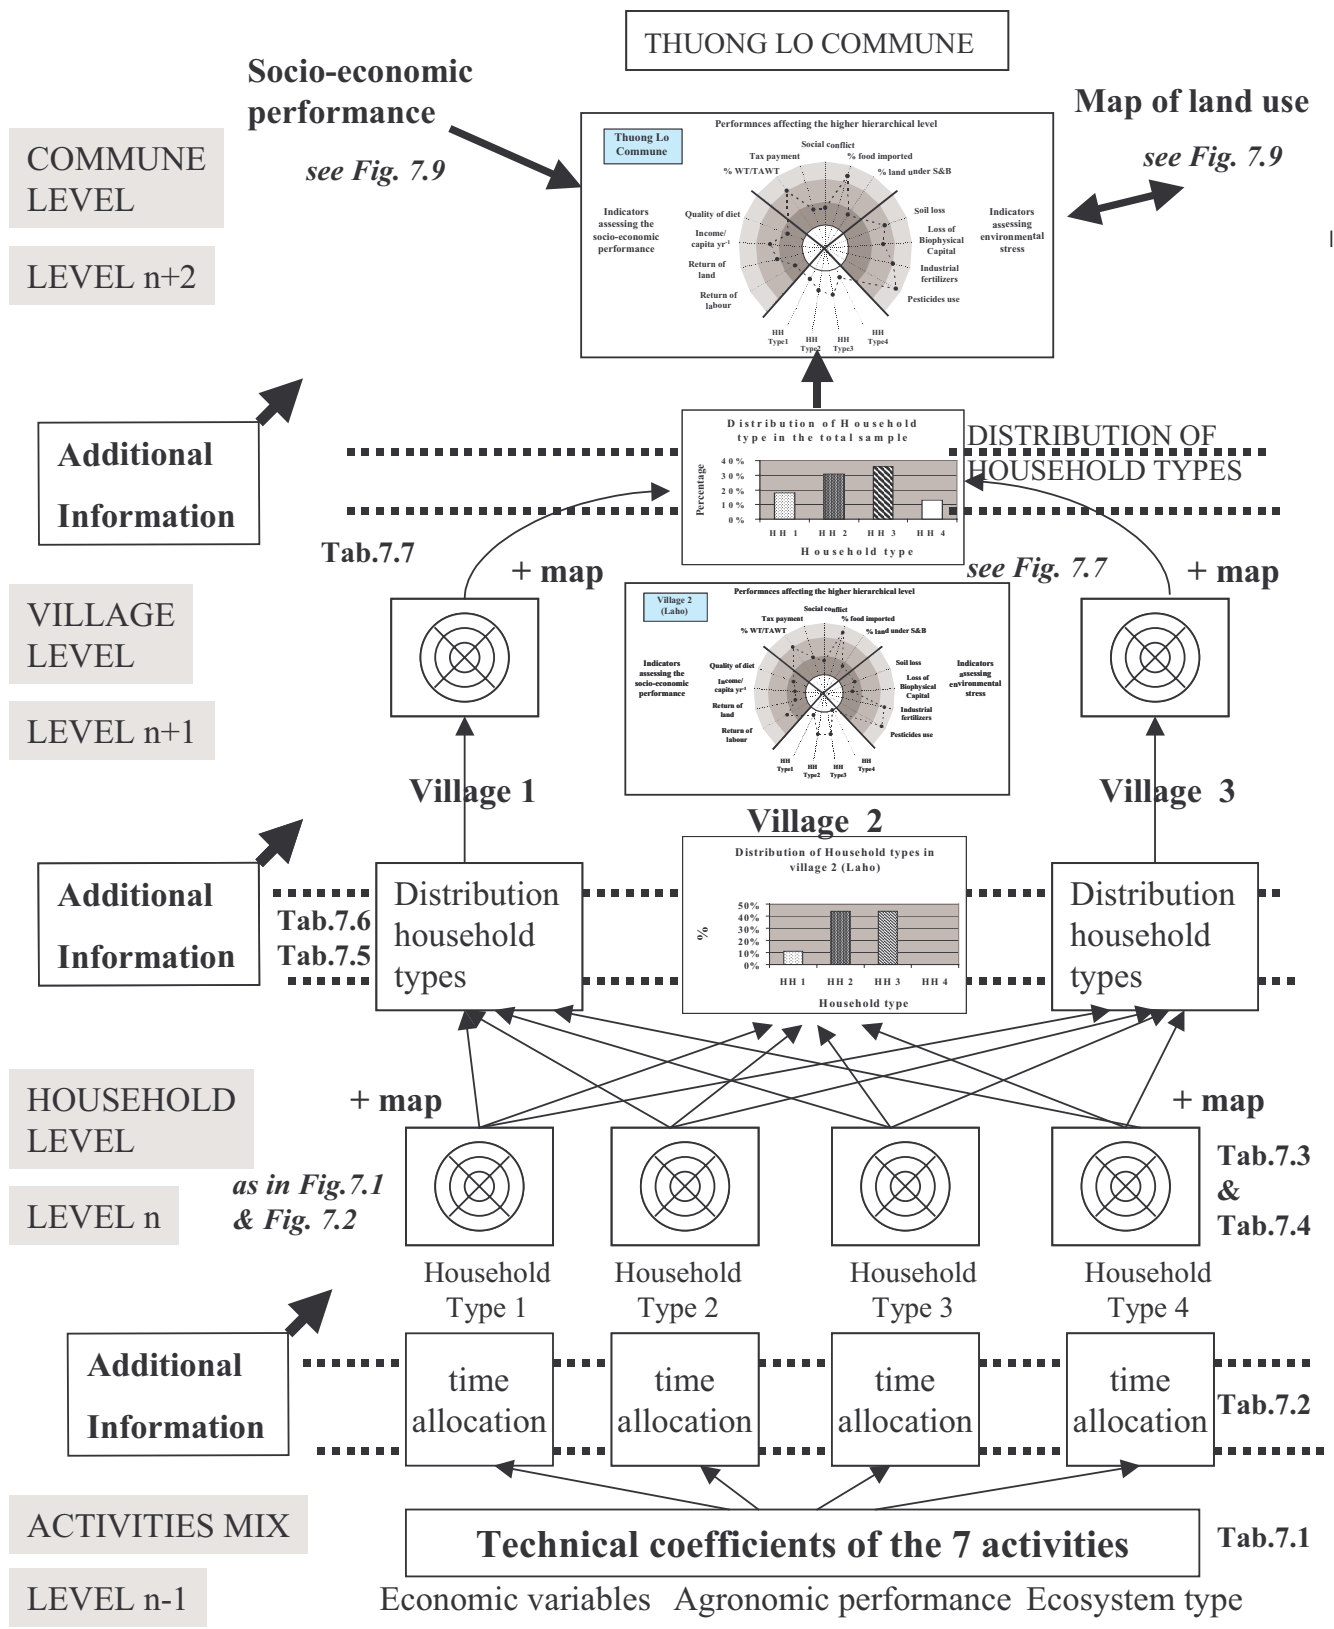 THUONG LO COMMUNE
Socio-economic
performance
see Fig. 7.9
Map of land use
see Fig. 7.9
COMMUNE
LEVEL
LEVEL n+2
Performnces affecting the higher hierarchical level
Thuong Lo
Commune
Social conflict
Tax payment
% food imported
% WT/TAWT
% land under S&B
Indicators
assessing the
socio-economic
performance
Quality of diet
Income/
capita yr⁻¹
Return of
land
Return of
labour
Soil loss
Loss of
Biophysical
Capital
Industrial
fertilizers
Pesticides use
Indicators
assessing
environmental
stress
HH
Type1
HH
Type2
HH
Type3
HH
Type4
Additional
Information
Distribution of Household
type in the total sample
Percentage
40%
30%
20%
10%
0%
HH 1 HH 2 HH 3 HH 4
Household type
DISTRIBUTION OF
HOUSEHOLD TYPES
Tab.7.7
+ map
see Fig. 7.7
+ map
VILLAGE
LEVEL
LEVEL n+1
Performnces affecting the higher hierarchical level
Village 2
(Laho)
Social conflict
Tax payment
% food imported
% WT/TAWT
% land under S&B
Indicators
assessing the
socio-economic
performance
Quality of diet
Income/
capita yr⁻¹
Return of
land
Return of
labour
Soil loss
Loss of
Biophysical
Capital
Industrial
fertilizers
Pesticides use
Indicators
assessing
environmental
stress
HH
Type1
HH
Type2
HH
Type3
HH
Type4
Village 1
Village 2
Village 3
Additional
Information
Tab.7.6
Tab.7.5
Distribution
household
types
Distribution of Household types in
village 2 (Laho)
%
50%
40%
30%
20%
10%
0%
HH 1 HH 2 HH 3 HH 4
Household type
Distribution
household
types
HOUSEHOLD
LEVEL
LEVEL n
+ map
+ map
as in Fig.7.1
& Fig. 7.2
Tab.7.3
&
Tab.7.4
Household
Type 1
Household
Type 2
Household
Type 3
Household
Type 4
Additional
Information
time
allocation
time
allocation
time
allocation
time
allocation
Tab.7.2
ACTIVITIES MIX
LEVEL n-1
Technical coefficients of the 7 activities
Tab.7.1
Economic variables Agronomic performance Ecosystem type